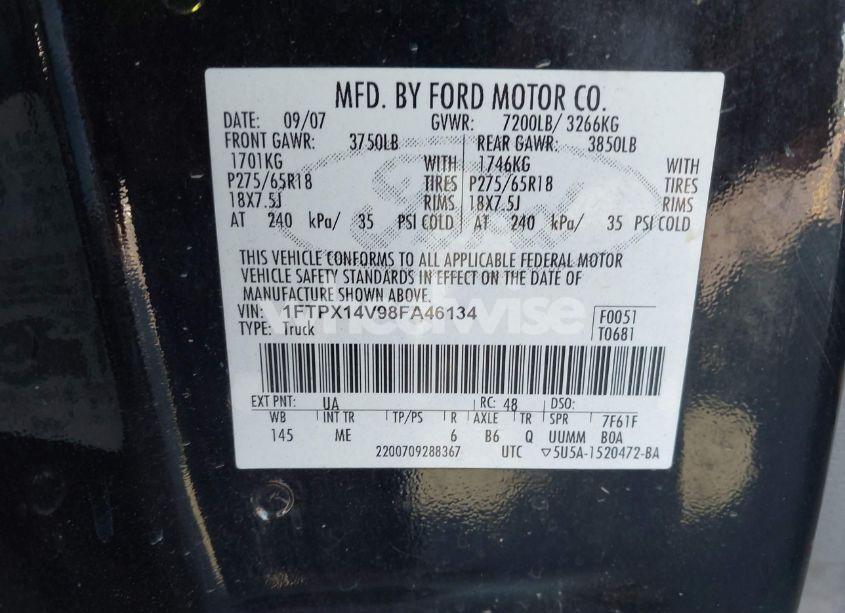 MFD. BY FORD MOTOR CO.
DATE: 09/07 GVWR: 7200LB/ 3266KG
FRONT GAWR: 3750LB REAR GAWR: 3850LB
1701KG WITH 1746KG WITH
P275/65R18 TIRES P275/65R18 TIRES
18X7.5J RIMS 18X7.5J RIMS
AT 240 kPa/ 35 PSI COLD AT 240 kPa/ 35 PSI COLD
Ford
THIS VEHICLE CONFORMS TO ALL APPLICABLE FEDERAL MOTOR
VEHICLE SAFETY STANDARDS IN EFFECT ON THE DATE OF
MANUFACTURE SHOWN ABOVE.
VIN: 1FTPX14V98FA46134 F0051
TYPE: Truck T0681
EXT PNT: UA RC: 48 DSO:
WB INT TR TP/PS R AXLE TR SPR 7F61F
145 ME 6 B6 Q UUMM B0A
2200709288367 UTC ▽5U5A-1520472-BA